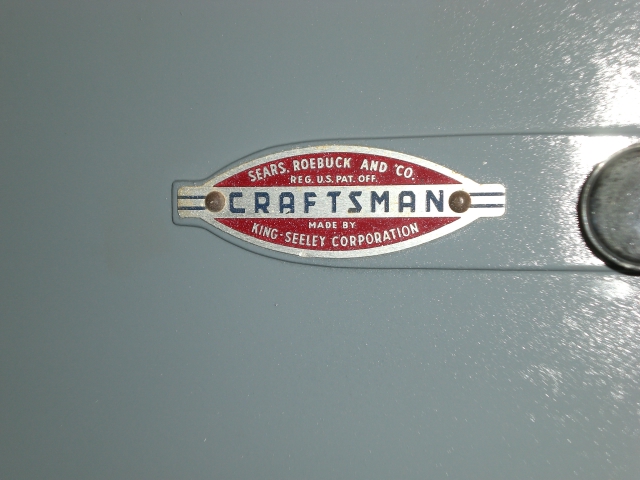 SEARS, ROEBUCK AND CO.
REG. U.S. PAT. OFF.
CRAFTSMAN
MADE BY
KING-SEELEY CORPORATION